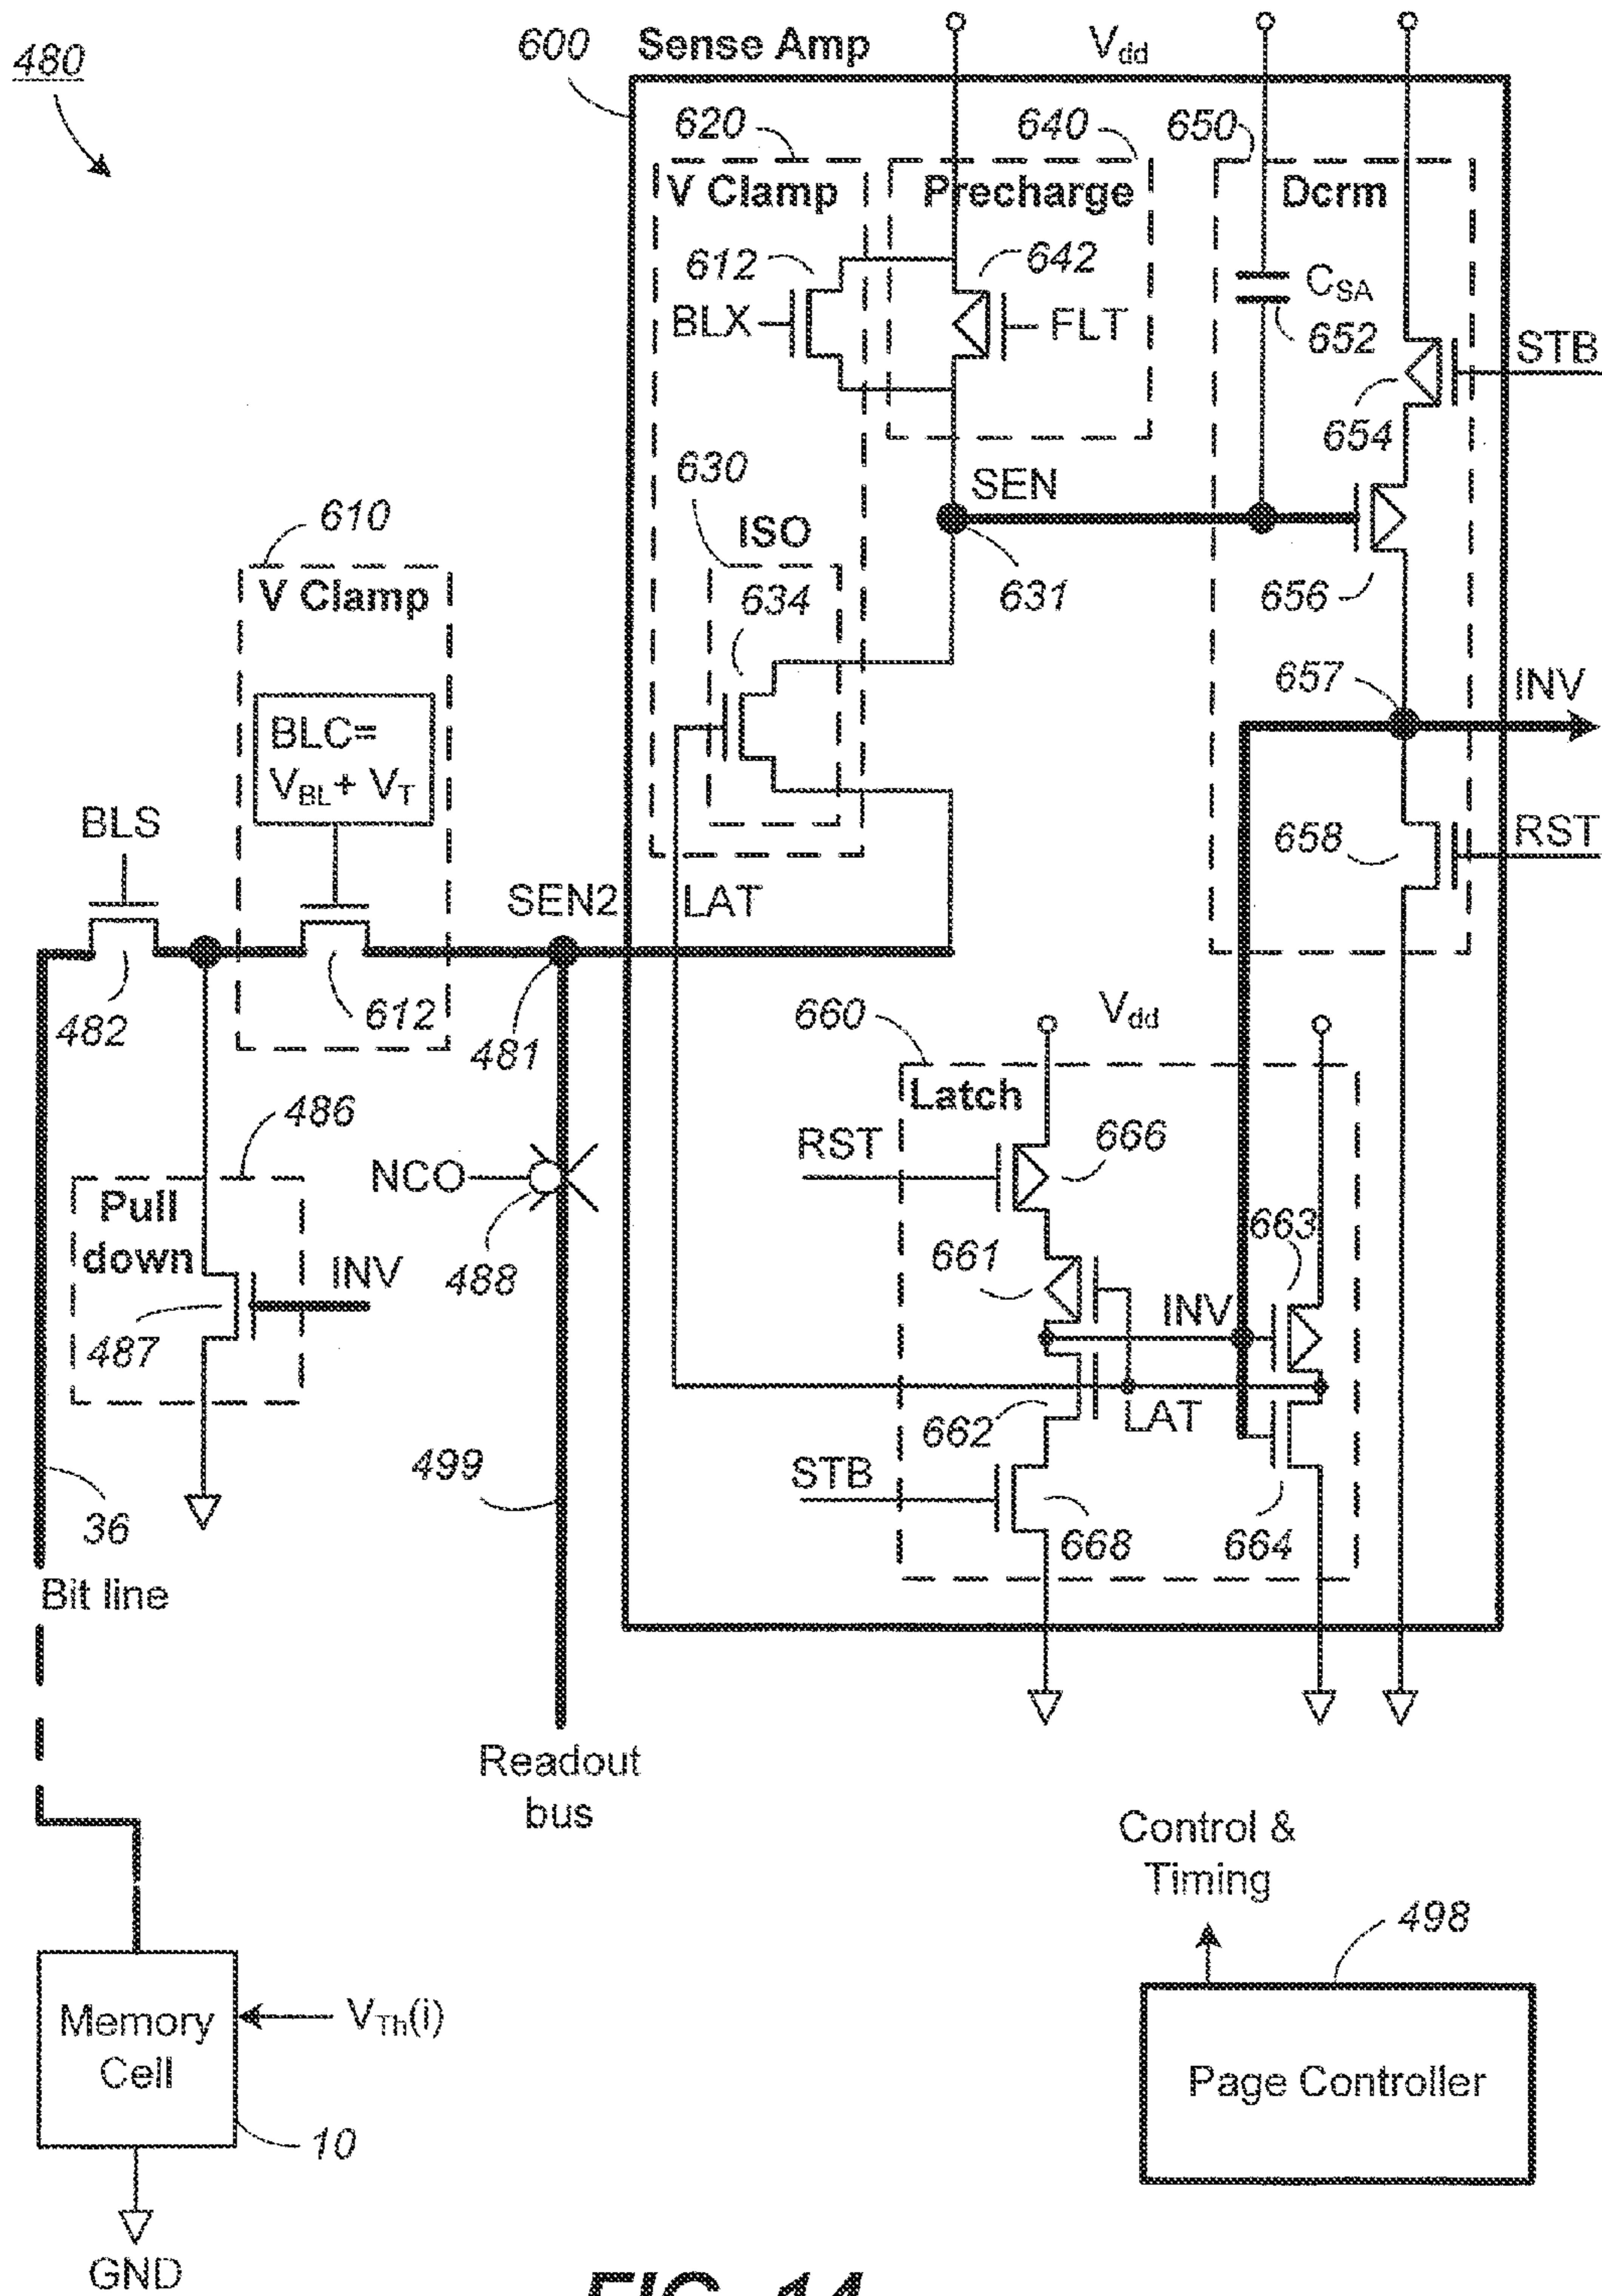 480
600
Sense Amp
Vdd
620
640
650
V Clamp
Precharge
Dcrm
612
642
BLX
FLT
CSA
652
STB
654
630
SEN
ISO
634
631
656
610
V Clamp
BLC=
VBL+ VT
657
INV
BLS
658
RST
SEN2
LAT
482
612
481
660
Vdd
Latch
486
RST
666
NCO
Pull
down
INV
488
487
661
663
INV
662
LAT
499
STB
668
664
36
Bit line
Readout
bus
Control &
Timing
498
Memory
Cell
VTh(i)
Page Controller
10
GND